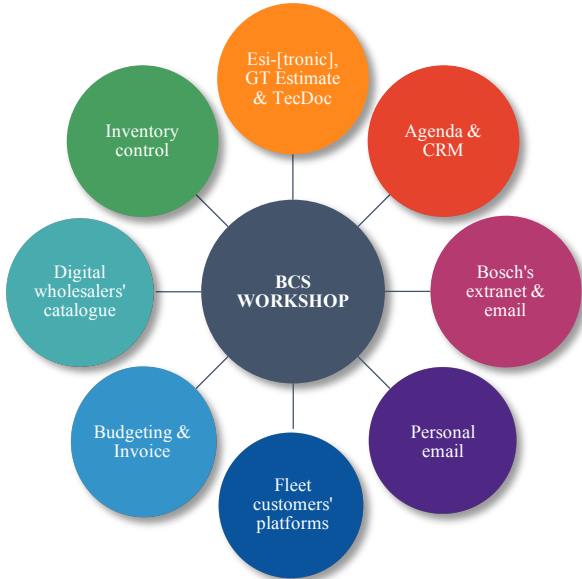 Esi-[tronic],
GT Estimate
& TecDoc
Agenda &
CRM
Bosch's
extranet &
email
Personal
email
Fleet
customers'
platforms
Budgeting &
Invoice
Digital
wholesalers'
catalogue
Inventory
control
BCS
WORKSHOP